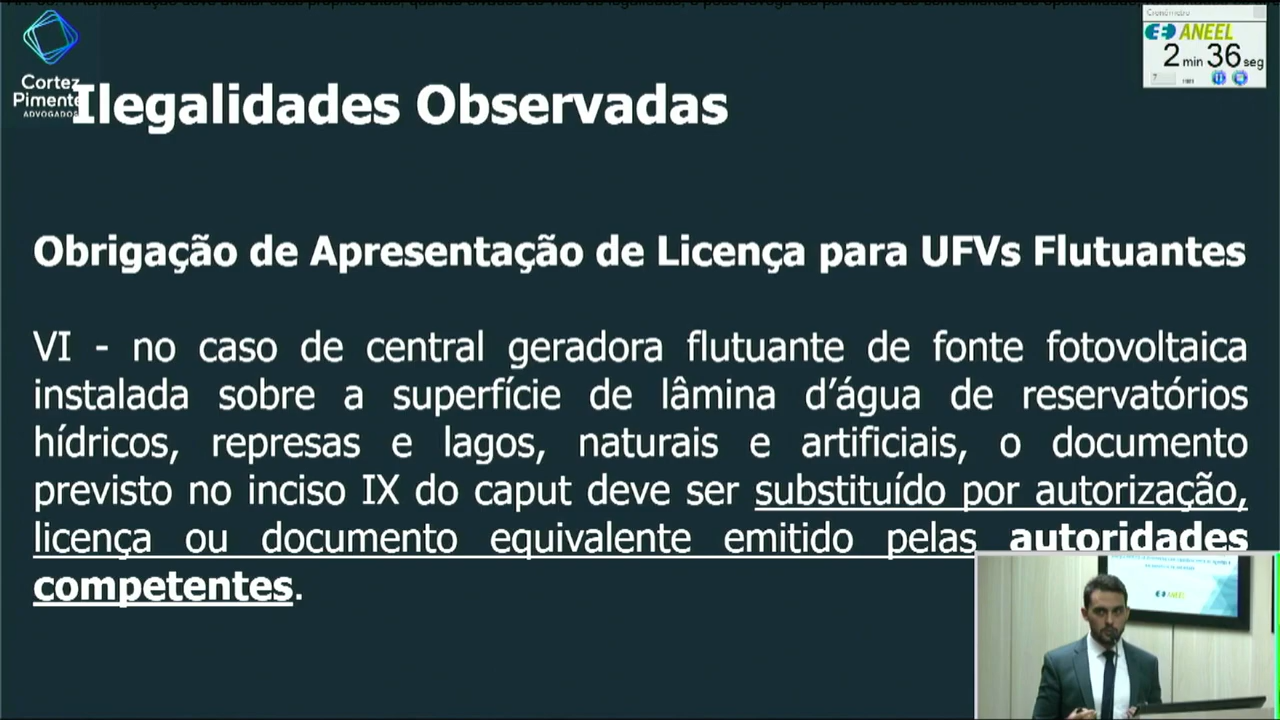 Cronômetro
ANEEL
2 min 36 seg
Cortez
Pimente
ADVOGADOS
Ilegalidades Observadas
Obrigação de Apresentação de Licença para UFVs Flutuantes
VI - no caso de central geradora flutuante de fonte fotovoltaica
instalada sobre a superfície de lâmina d’água de reservatórios
hídricos, represas e lagos, naturais e artificiais, o documento
previsto no inciso IX do caput deve ser substituído por autorização,
licença ou documento equivalente emitido pelas autoridades
competentes.
ANEEL